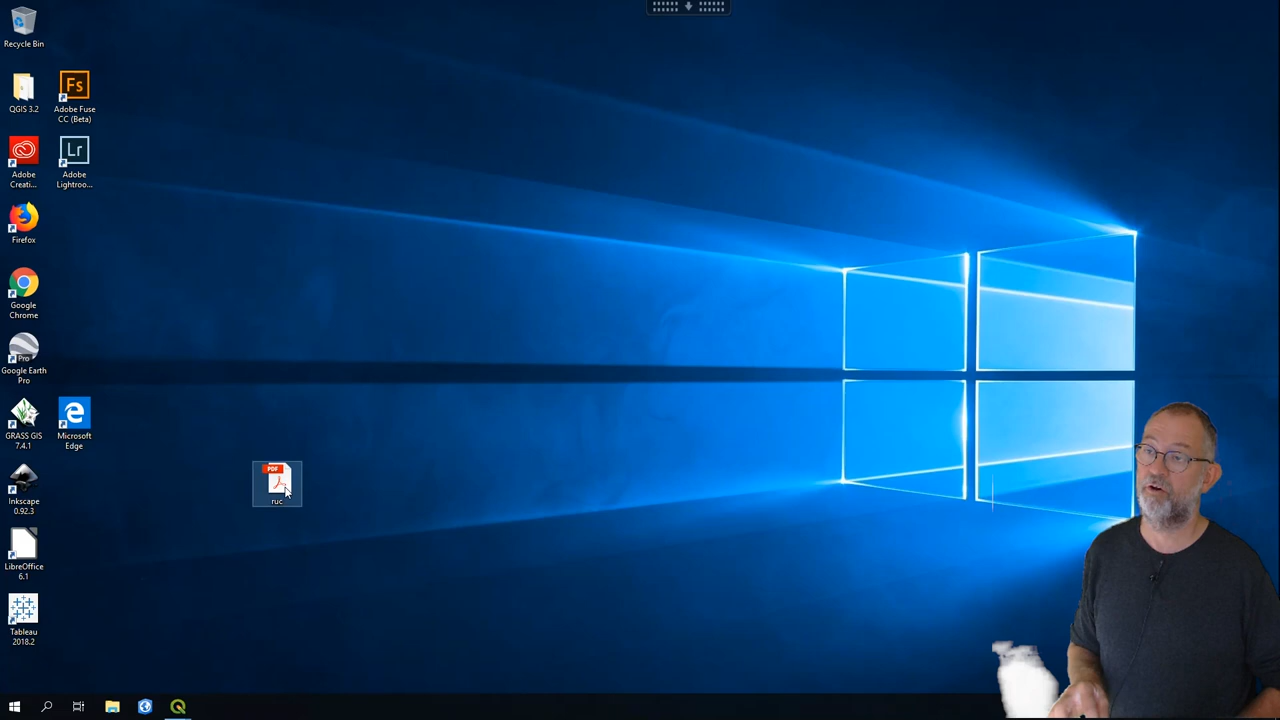 Recycle Bin
QGIS 3.2
Fs
Adobe Fuse
CC (Beta)
Adobe
Creati...
Lr
Adobe
Lightroo...
Firefox
Google
Chrome
Pro
Google Earth
Pro
GRASS GIS
7.4.1
Microsoft
Edge
PDF
ruc
Inkscape
0.92.3
LibreOffice
6.1
Tableau
2018.2